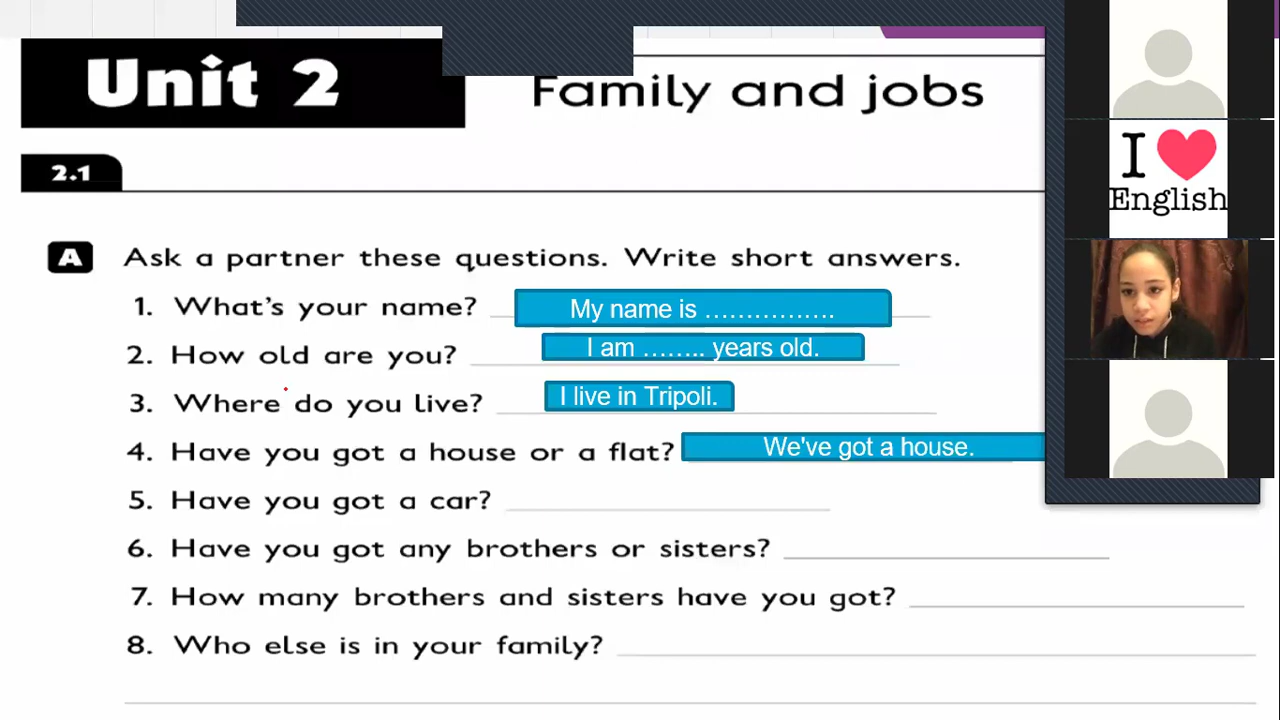 Unit 2
Family and jobs
2.1
A Ask a partner these questions. Write short answers.
1. What's your name? My name is …………….
2. How old are you? I am …….. years old.
3. Where do you live? I live in Tripoli.
4. Have you got a house or a flat? We've got a house.
5. Have you got a car?
6. Have you got any brothers or sisters?
7. How many brothers and sisters have you got?
8. Who else is in your family?
I
English